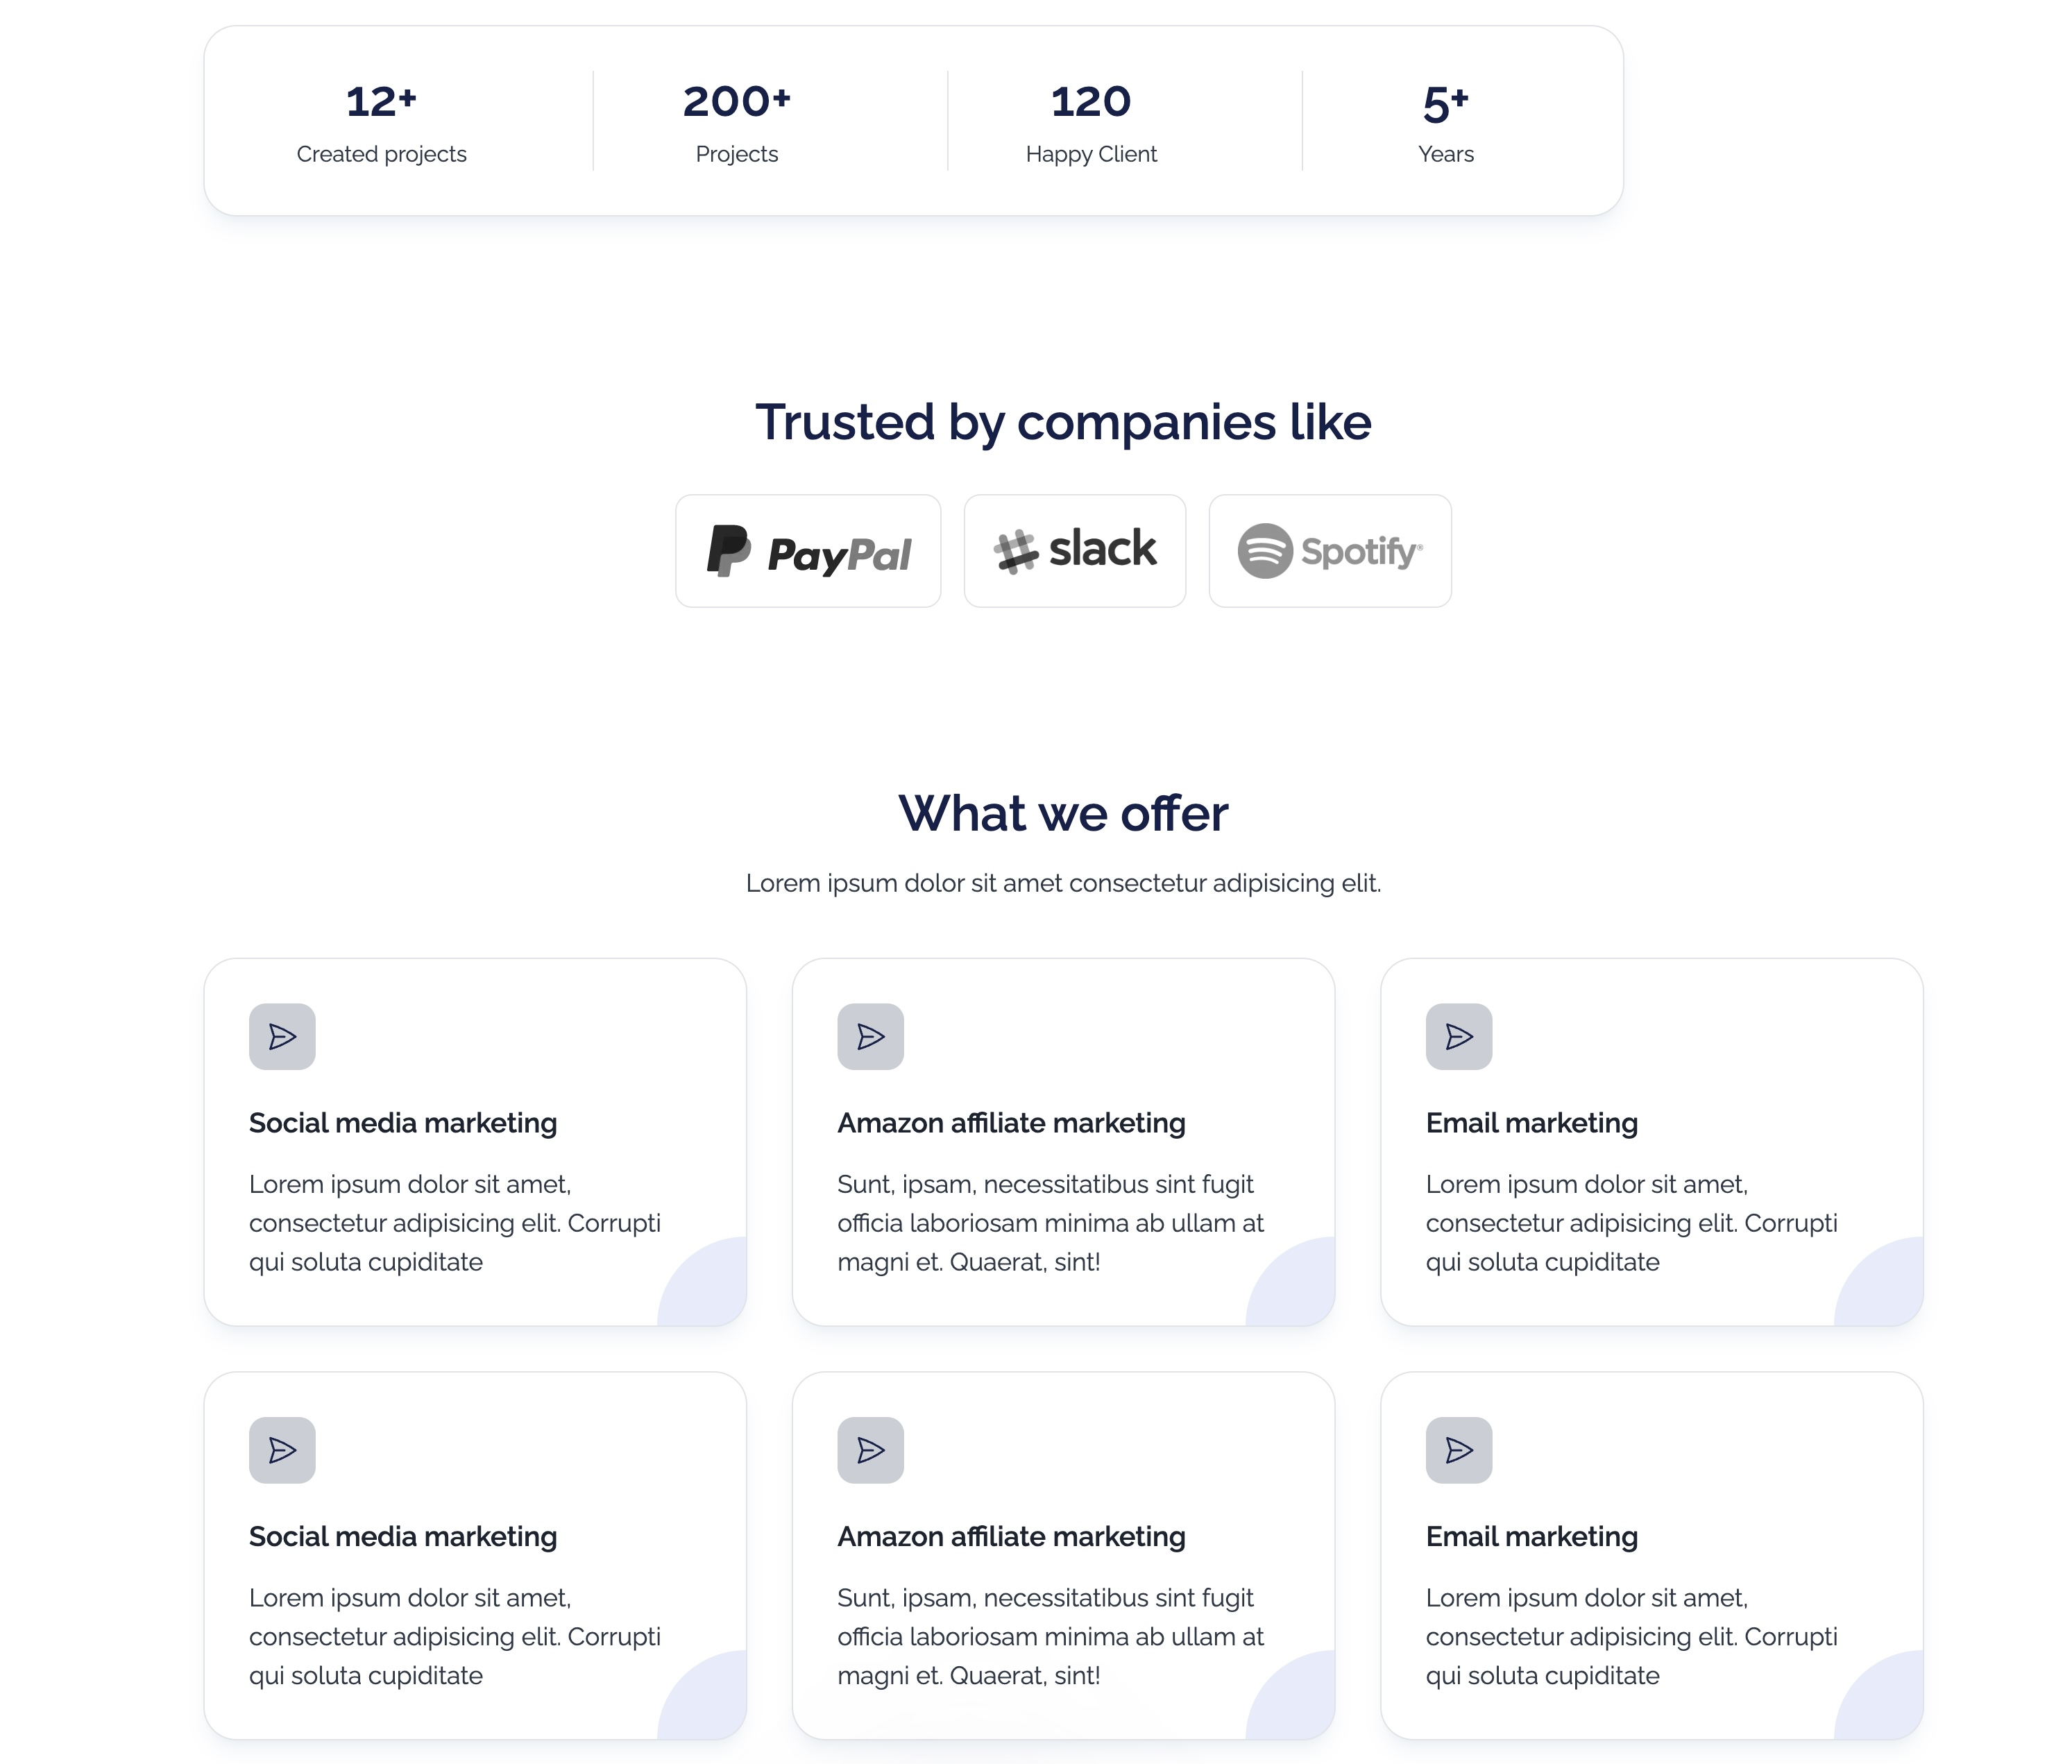 12+
200+
120
5+
Created projects
Projects
Happy Client
Years
Trusted by companies like
PayPal
slack
Spotify®
What we offer
Lorem ipsum dolor sit amet consectetur adipisicing elit.
Social media marketing
Lorem ipsum dolor sit amet,
consectetur adipisicing elit. Corrupti
qui soluta cupiditate
Amazon affiliate marketing
Sunt, ipsam, necessitatibus sint fugit
officia laboriosam minima ab ullam at
magni et. Quaerat, sint!
Email marketing
Lorem ipsum dolor sit amet,
consectetur adipisicing elit. Corrupti
qui soluta cupiditate
Social media marketing
Lorem ipsum dolor sit amet,
consectetur adipisicing elit. Corrupti
qui soluta cupiditate
Amazon affiliate marketing
Sunt, ipsam, necessitatibus sint fugit
officia laboriosam minima ab ullam at
magni et. Quaerat, sint!
Email marketing
Lorem ipsum dolor sit amet,
consectetur adipisicing elit. Corrupti
qui soluta cupiditate